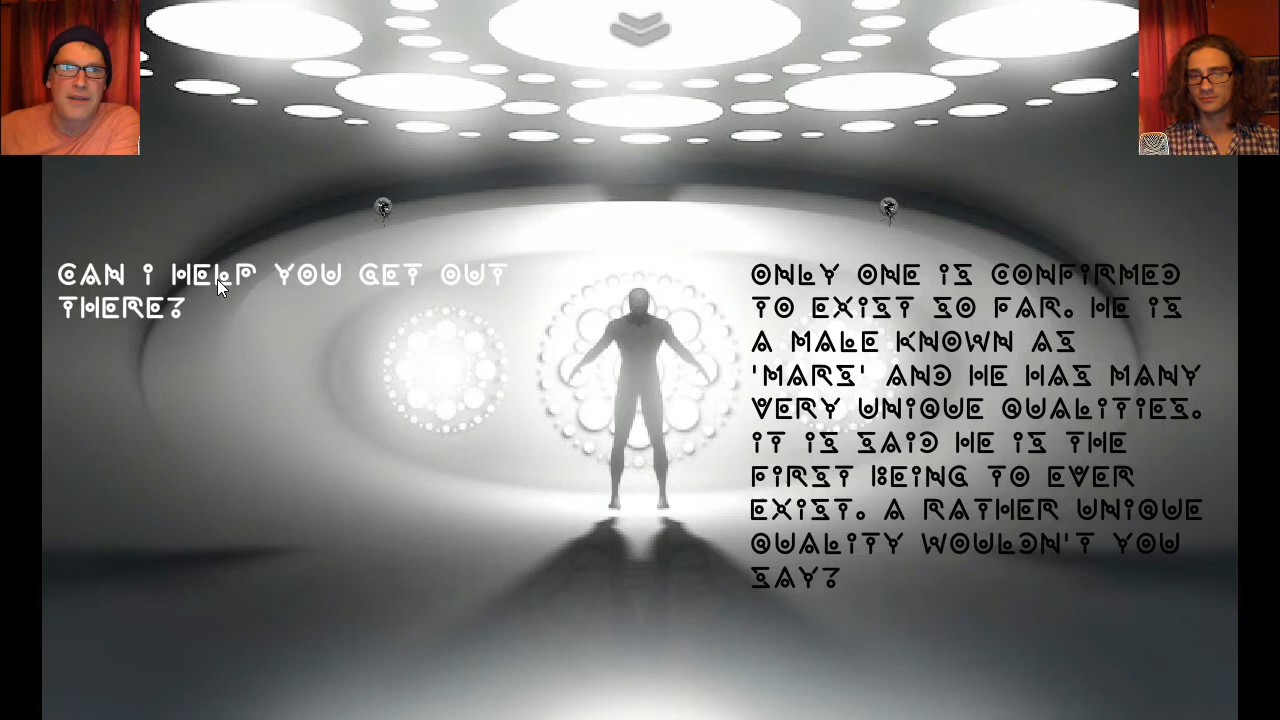 CAN I HELP YOU GET OUT
THERE?
ONLY ONE IS CONFIRMED
TO EXIST SO FAR. HE IS
A MALE KNOWN AS
'MARS' AND HE HAS MANY
VERY UNIQUE QUALITIES.
IT IS SAID HE IS THE
FIRST BEING TO EVER
EXIST. A RATHER UNIQUE
QUALITY WOULDN'T YOU
SAY?